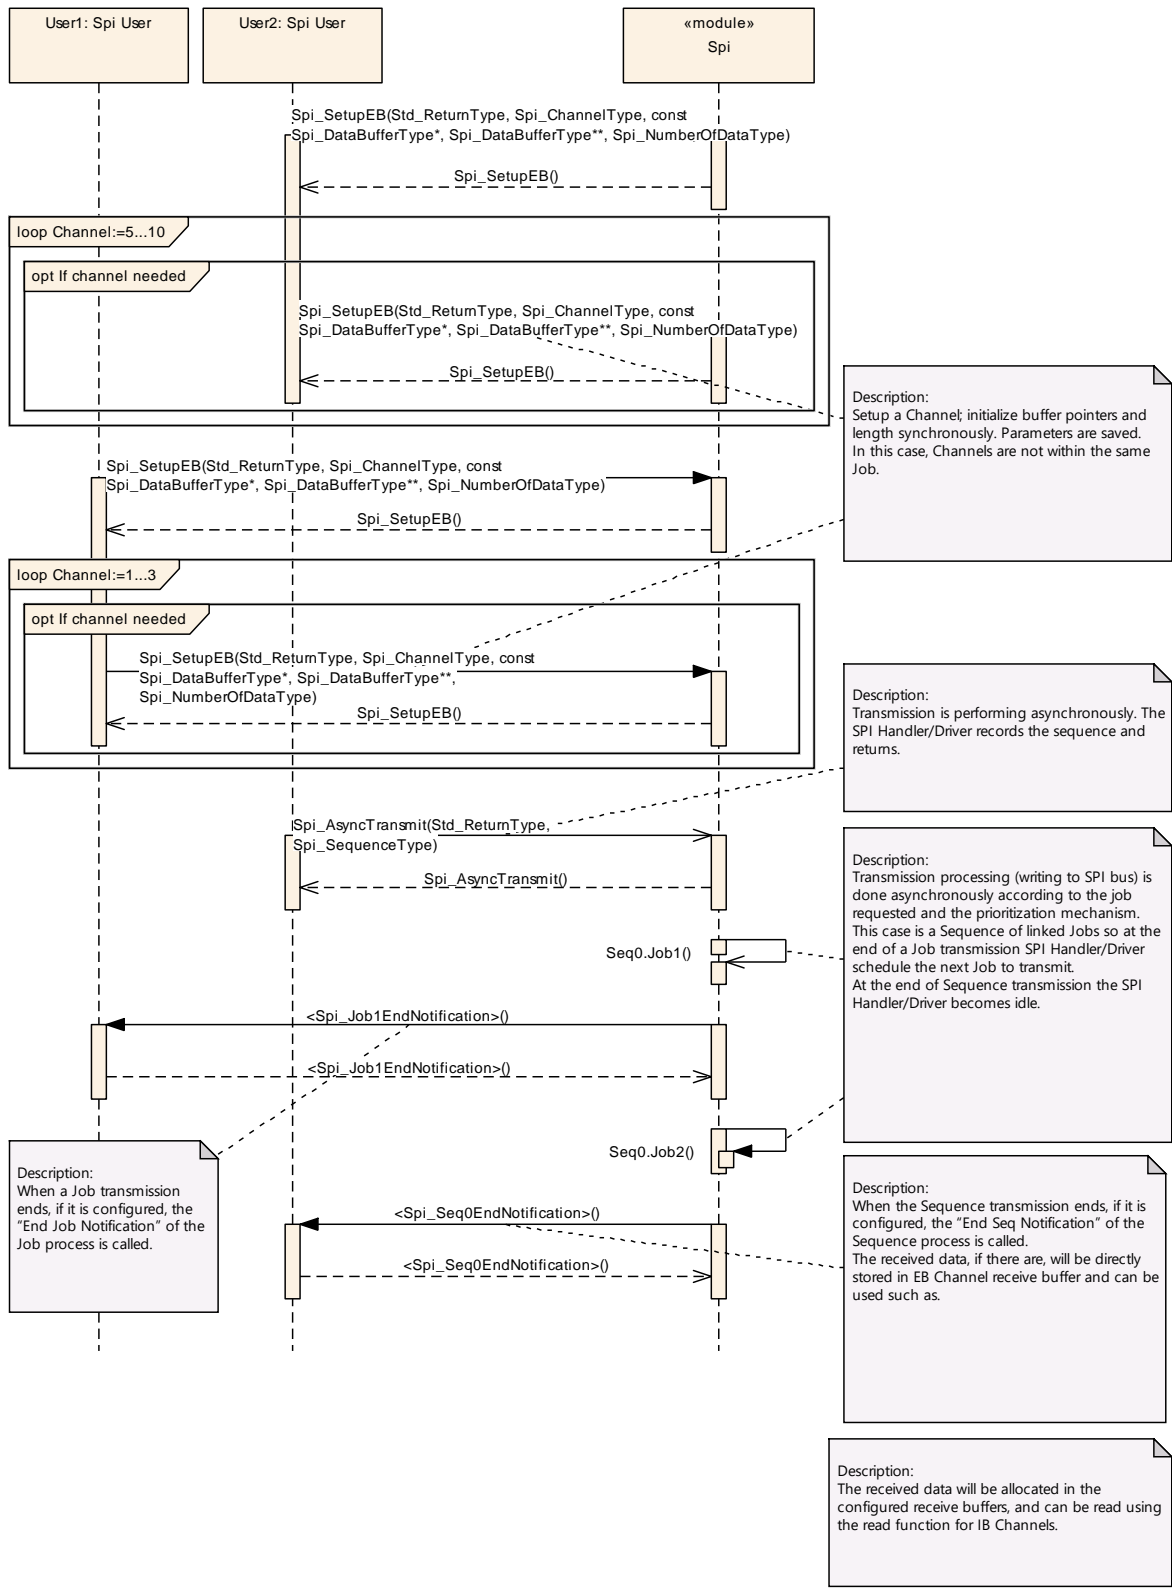 User1: Spi User
User2: Spi User
«module»
Spi
Spi_SetupEB(Std_ReturnType, Spi_ChannelType, const
Spi_DataBufferType*, Spi_DataBufferType**, Spi_NumberOfDataType)
Spi_SetupEB()
loop Channel:=5...10
opt If channel needed
Spi_SetupEB(Std_ReturnType, Spi_ChannelType, const
Spi_DataBufferType*, Spi_DataBufferType**, Spi_NumberOfDataType)
Spi_SetupEB()
Description:
Setup a Channel; initialize buffer pointers and
length synchronously. Parameters are saved.
In this case, Channels are not within the same
Job.
Spi_SetupEB(Std_ReturnType, Spi_ChannelType, const
Spi_DataBufferType*, Spi_DataBufferType**, Spi_NumberOfDataType)
Spi_SetupEB()
loop Channel:=1...3
opt If channel needed
Spi_SetupEB(Std_ReturnType, Spi_ChannelType, const
Spi_DataBufferType*, Spi_DataBufferType**,
Spi_NumberOfDataType)
Spi_SetupEB()
Description:
Transmission is performing asynchronously. The
SPI Handler/Driver records the sequence and
returns.
Spi_AsyncTransmit(Std_ReturnType,
Spi_SequenceType)
Spi_AsyncTransmit()
Description:
Transmission processing (writing to SPI bus) is
done asynchronously according to the job
requested and the prioritization mechanism.
This case is a Sequence of linked Jobs so at the
end of a Job transmission SPI Handler/Driver
schedule the next Job to transmit.
At the end of Sequence transmission the SPI
Handler/Driver becomes idle.
Seq0.Job1()
<Spi_Job1EndNotification>()
<Spi_Job1EndNotification>()
Seq0.Job2()
Description:
When a Job transmission
ends, if it is configured, the
“End Job Notification” of the
Job process is called.
<Spi_Seq0EndNotification>()
<Spi_Seq0EndNotification>()
Description:
When the Sequence transmission ends, if it is
configured, the “End Seq Notification” of the
Sequence process is called.
The received data, if there are, will be directly
stored in EB Channel receive buffer and can be
used such as.
Description:
The received data will be allocated in the
configured receive buffers, and can be read using
the read function for IB Channels.